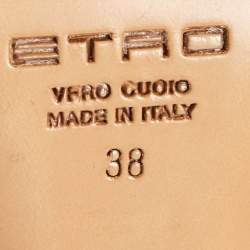 ETRO
VERO CUOIO
MADE IN ITALY
38